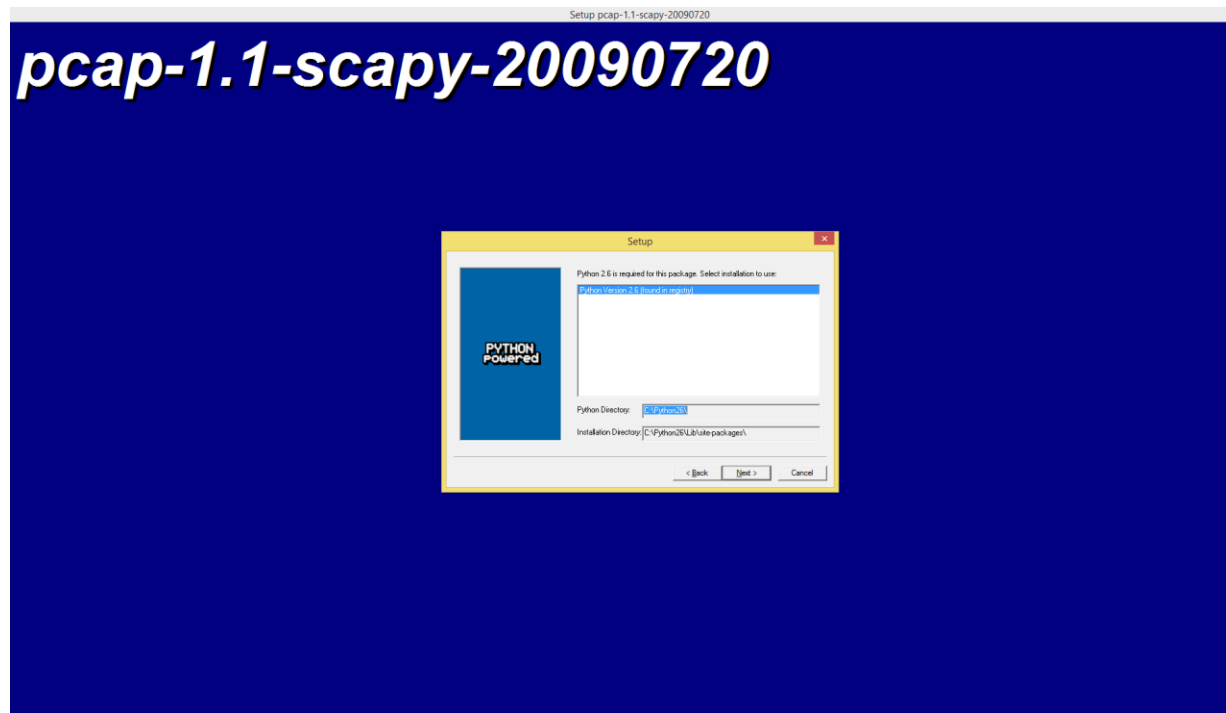 Setup pcap-1.1-scapy-20090720
pcap-1.1-scapy-20090720
Setup
Python 2.6 is required for this package. Select installation to use:
Python Version 2.6 (found in registry)
PYTHON
Powered
Python Directory: C:\Python26\
Installation Directory: C:\Python26\Lib\site-packages\
< Back Next > Cancel